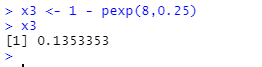 > x3 <- 1 - pexp(8,0.25)
> x3
[1] 0.1353353
>